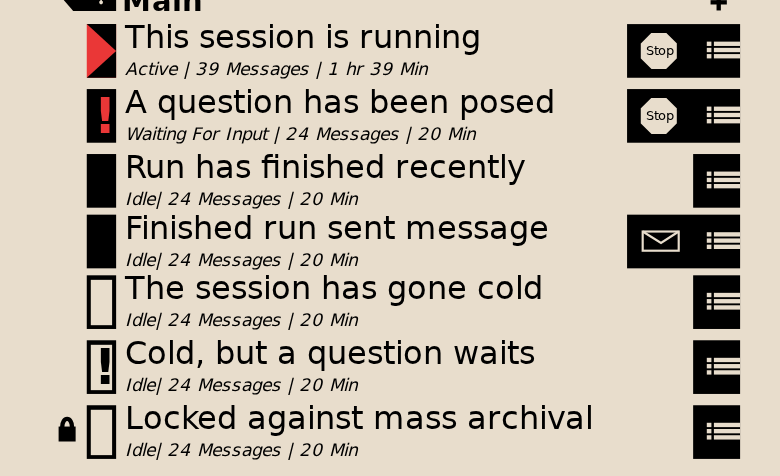 Main
This session is running
Active | 39 Messages | 1 hr 39 Min
Stop
A question has been posed
Waiting For Input | 24 Messages | 20 Min
Stop
Run has finished recently
Idle| 24 Messages | 20 Min
Finished run sent message
Idle| 24 Messages | 20 Min
The session has gone cold
Idle| 24 Messages | 20 Min
Cold, but a question waits
Idle| 24 Messages | 20 Min
Locked against mass archival
Idle| 24 Messages | 20 Min